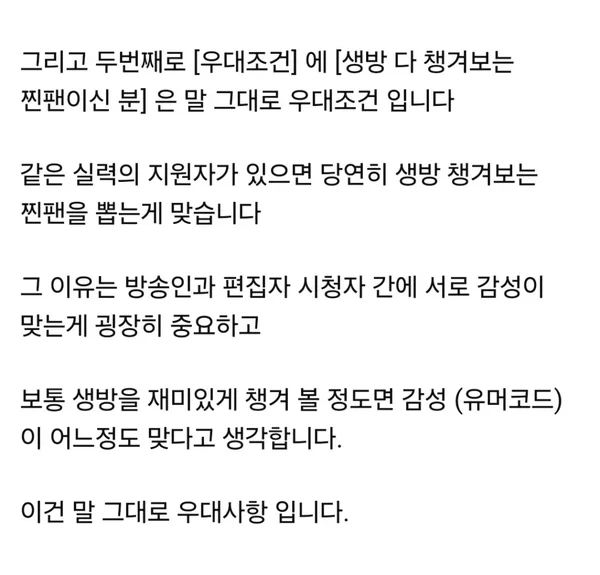 그리고 두번째로 [우대조건] 에 [생방 다 챙겨보는
찐팬이신 분] 은 말 그대로 우대조건 입니다
같은 실력의 지원자가 있으면 당연히 생방 챙겨보는
찐팬을 뽑는게 맞습니다
그 이유는 방송인과 편집자 시청자 간에 서로 감성이
맞는게 굉장히 중요하고
보통 생방을 재미있게 챙겨 볼 정도면 감성 (유머코드)
이 어느정도 맞다고 생각합니다.
이건 말 그대로 우대사항 입니다.